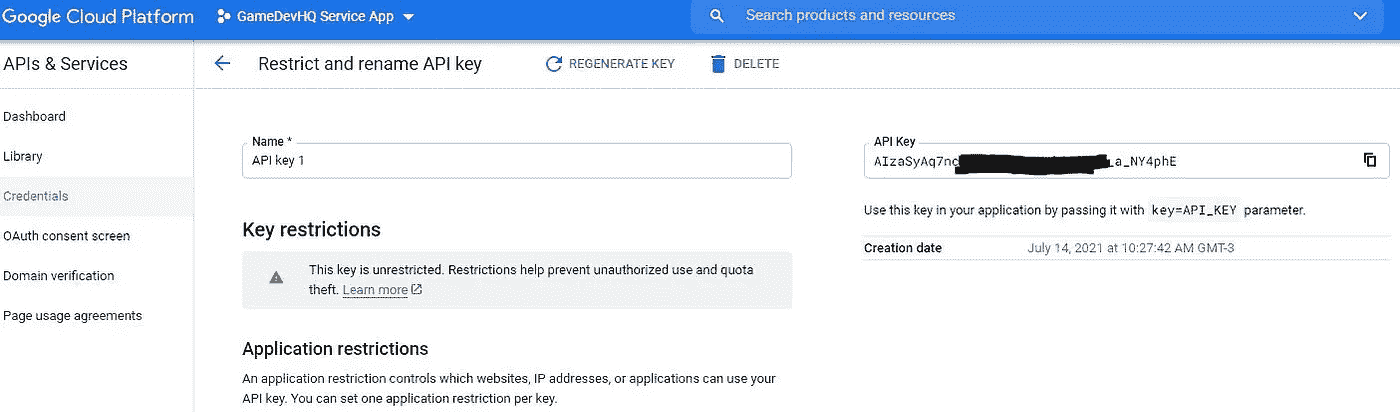 Google Cloud Platform GameDevHQ Service App Search products and resources
APIs & Services Restrict and rename API key REGENERATE KEY DELETE
Dashboard
Library
Credentials
OAuth consent screen
Domain verification
Page usage agreements
Name *
API key 1
Key restrictions
This key is unrestricted. Restrictions help prevent unauthorized use and quota
theft. Learn more
Application restrictions
An application restriction controls which websites, IP addresses, or applications can use your
API key. You can set one application restriction per key.
API Key
AIzaSyAq7nc a_NY4phE
Use this key in your application by passing it with key=API_KEY parameter.
Creation date July 14, 2021 at 10:27:42 AM GMT-3